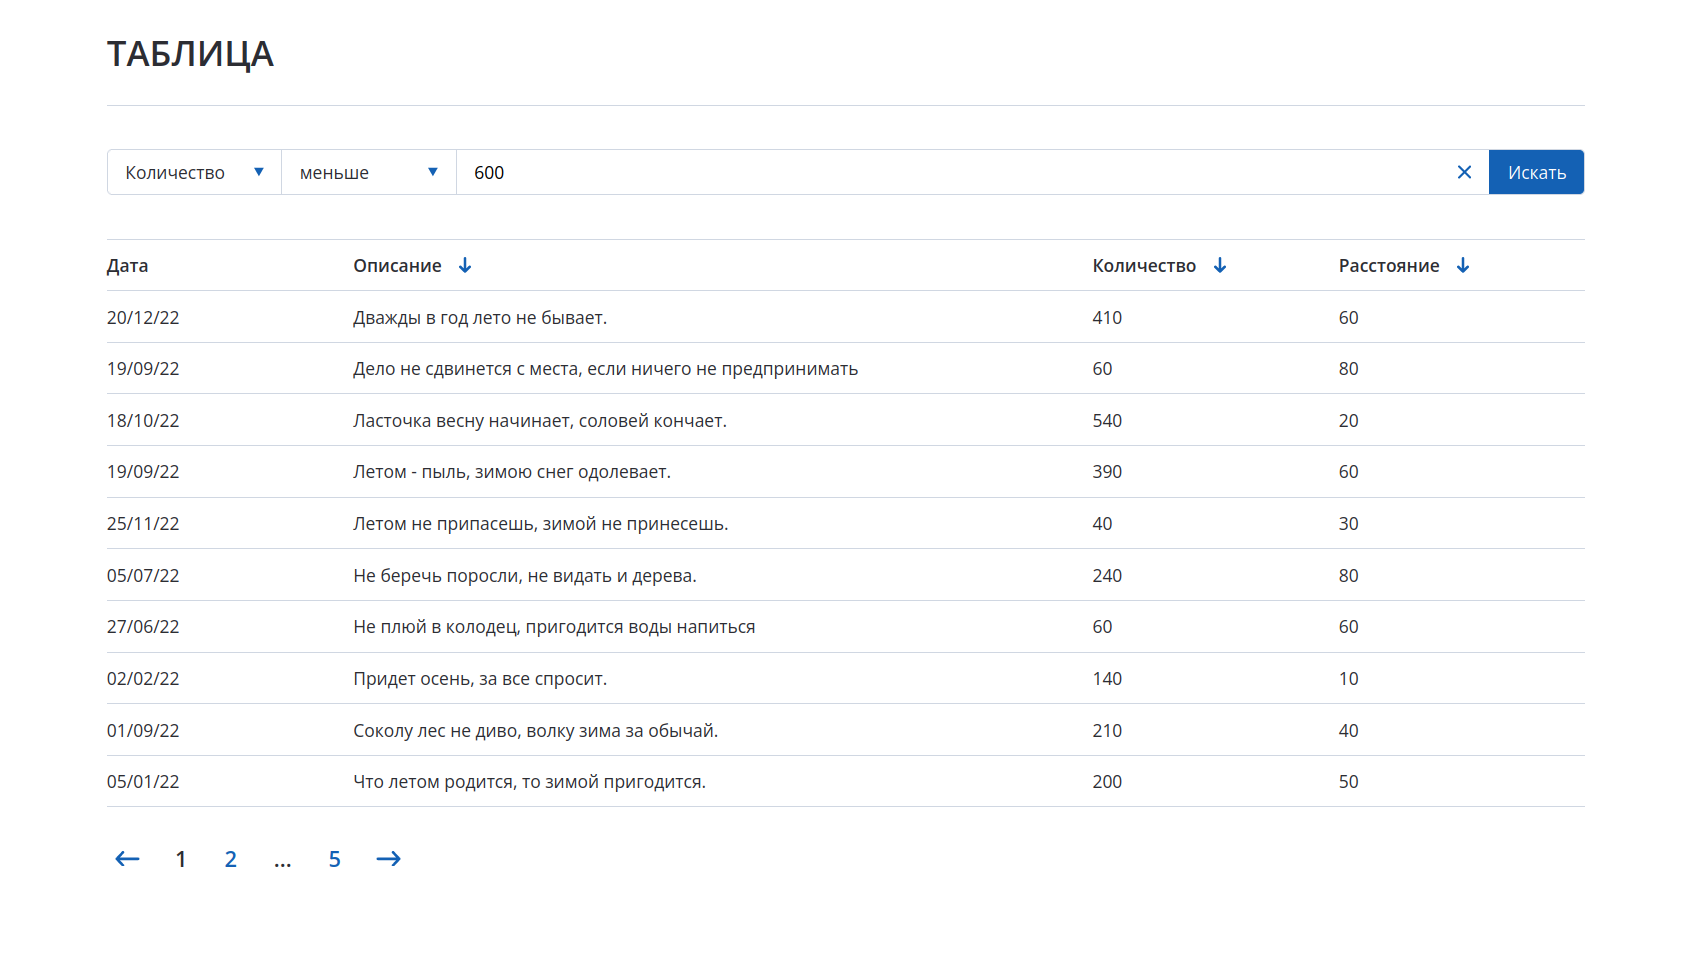 ТАБЛИЦА
Количество меньше 600 Искать
Дата Описание Количество Расстояние
20/12/22 Дважды в год лето не бывает. 410 60
19/09/22 Дело не сдвинется с места, если ничего не предпринимать 60 80
18/10/22 Ласточка весну начинает, соловей кончает. 540 20
19/09/22 Летом - пыль, зимою снег одолевает. 390 60
25/11/22 Летом не припасешь, зимой не принесешь. 40 30
05/07/22 Не беречь поросли, не видать и дерева. 240 80
27/06/22 Не плюй в колодец, пригодится воды напиться 60 60
02/02/22 Придет осень, за все спросит. 140 10
01/09/22 Соколу лес не диво, волку зима за обычай. 210 40
05/01/22 Что летом родится, то зимой пригодится. 200 50
1 2 ... 5